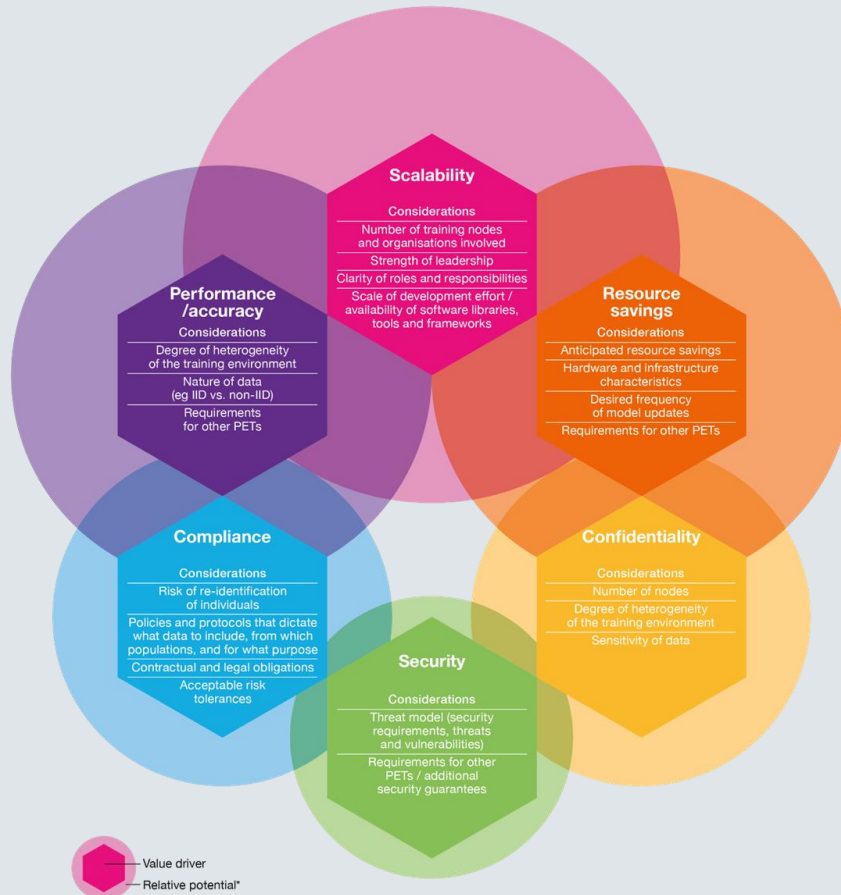 Scalability
Considerations
Number of training nodes
and organisations involved
Strength of leadership
Clarity of roles and responsibilities
Scale of development effort /
availability of software libraries,
tools and frameworks
Performance
/accuracy
Considerations
Degree of heterogeneity
of the training environment
Nature of data
(eg IID vs. non-IID)
Requirements
for other PETs
Resource
savings
Considerations
Anticipated resource savings
Hardware and infrastructure
characteristics
Desired frequency
of model updates
Requirements for other PETs
Compliance
Considerations
Risk of re-identification
of individuals
Policies and protocols that dictate
what data to include, from which
populations, and for what purpose
Contractual and legal obligations
Acceptable risk
tolerances
Confidentiality
Considerations
Number of nodes
Degree of heterogeneity
of the training environment
Sensitivity of data
Security
Considerations
Threat model (security
requirements, threats
and vulnerabilities)
Requirements for other
PETs / additional
security guarantees
Value driver
Relative potential*